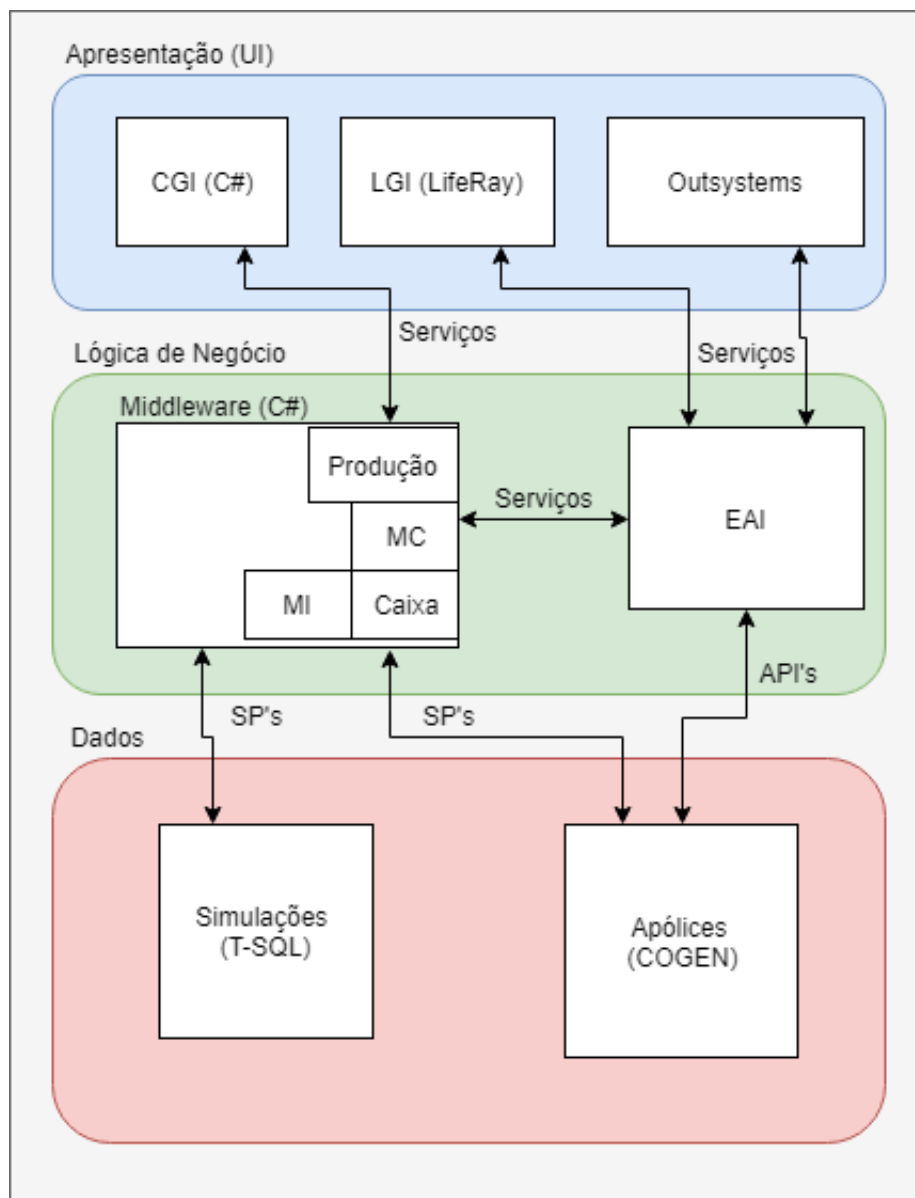 Apresentação (UI)
CGI (C#)
LGI (LifeRay)
Outsystems
Serviços
Serviços
Lógica de Negócio
Middleware (C#)
Produção
MC
MI
Caixa
Serviços
EAI
SP's
SP's
API's
Dados
Simulações
(T-SQL)
Apólices
(COGEN)